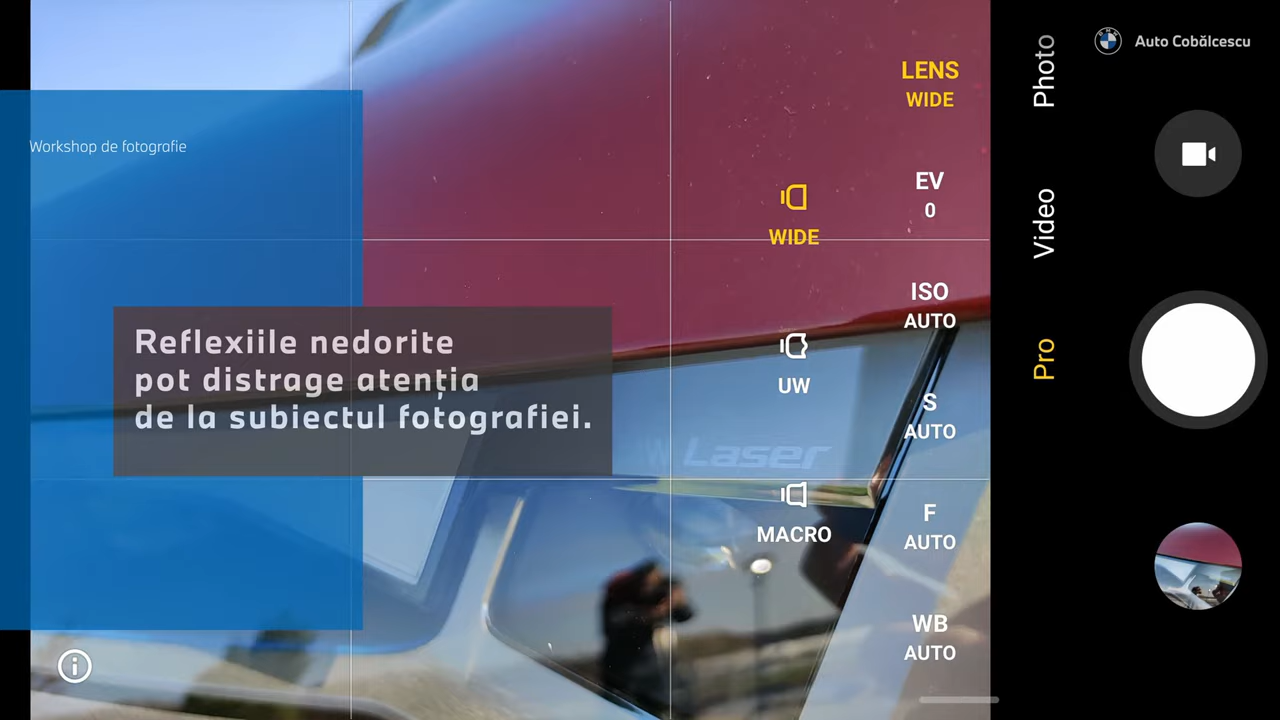 Auto Cobălcescu
Workshop de fotografie
Reflexiile nedorite
pot distrage atenția
de la subiectul fotografiei.
LENS
WIDE
EV
0
ISO
AUTO
S
AUTO
F
AUTO
WB
AUTO
WIDE
UW
MACRO
Laser
Photo
Video
Pro